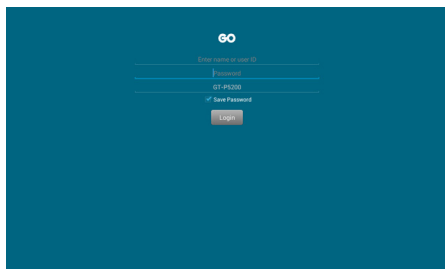 GO
Enter name or user ID
Password
GT-P5200
Save Password
Login